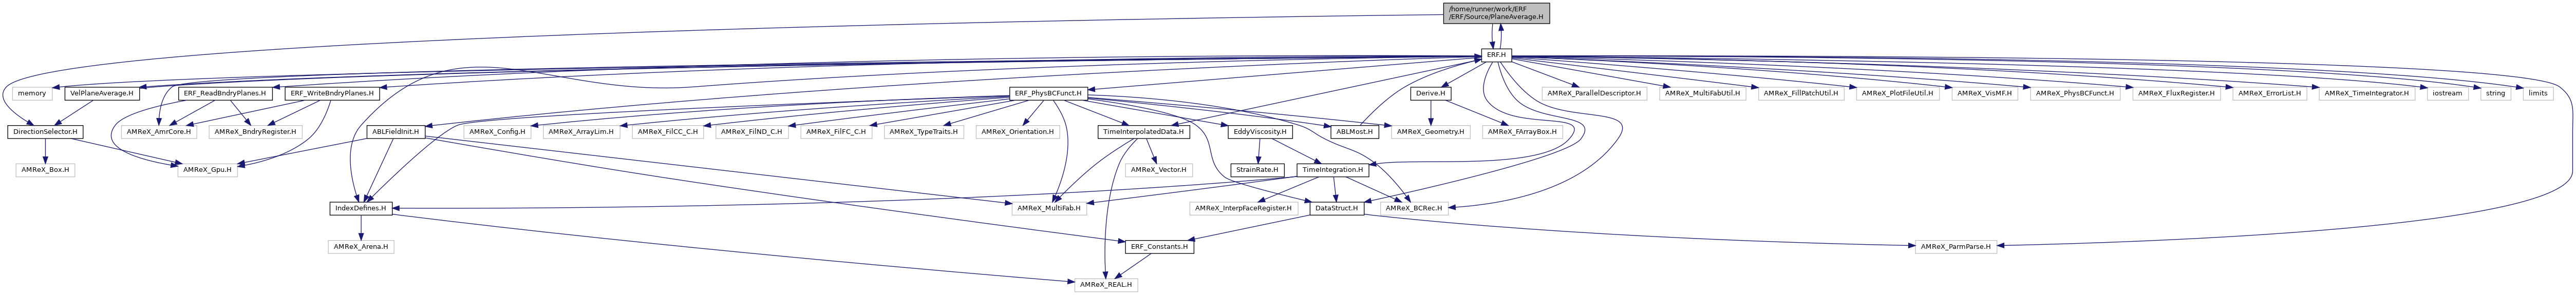 /home/runner/work/ERF
/ERF/Source/PlaneAverage.H
ERF.H
memory
VelPlaneAverage.H
ERF_ReadBndryPlanes.H
ERF_WriteBndryPlanes.H
ERF_PhysBCFunct.H
Derive.H
AMReX_ParallelDescriptor.H
AMReX_MultiFabUtil.H
AMReX_FillPatchUtil.H
AMReX_PlotFileUtil.H
AMReX_VisMF.H
AMReX_PhysBCFunct.H
AMReX_FluxRegister.H
AMReX_ErrorList.H
AMReX_TimeIntegrator.H
iostream
string
limits
DirectionSelector.H
AMReX_AmrCore.H
AMReX_BndryRegister.H
ABLFieldInit.H
AMReX_Config.H
AMReX_ArrayLim.H
AMReX_FilCC_C.H
AMReX_FilND_C.H
AMReX_FilFC_C.H
AMReX_TypeTraits.H
AMReX_Orientation.H
TimeInterpolatedData.H
EddyViscosity.H
ABLMost.H
AMReX_Geometry.H
AMReX_FArrayBox.H
AMReX_Box.H
AMReX_Gpu.H
AMReX_Vector.H
StrainRate.H
TimeIntegration.H
IndexDefines.H
AMReX_MultiFab.H
AMReX_InterpFaceRegister.H
DataStruct.H
AMReX_BCRec.H
AMReX_Arena.H
ERF_Constants.H
AMReX_ParmParse.H
AMReX_REAL.H